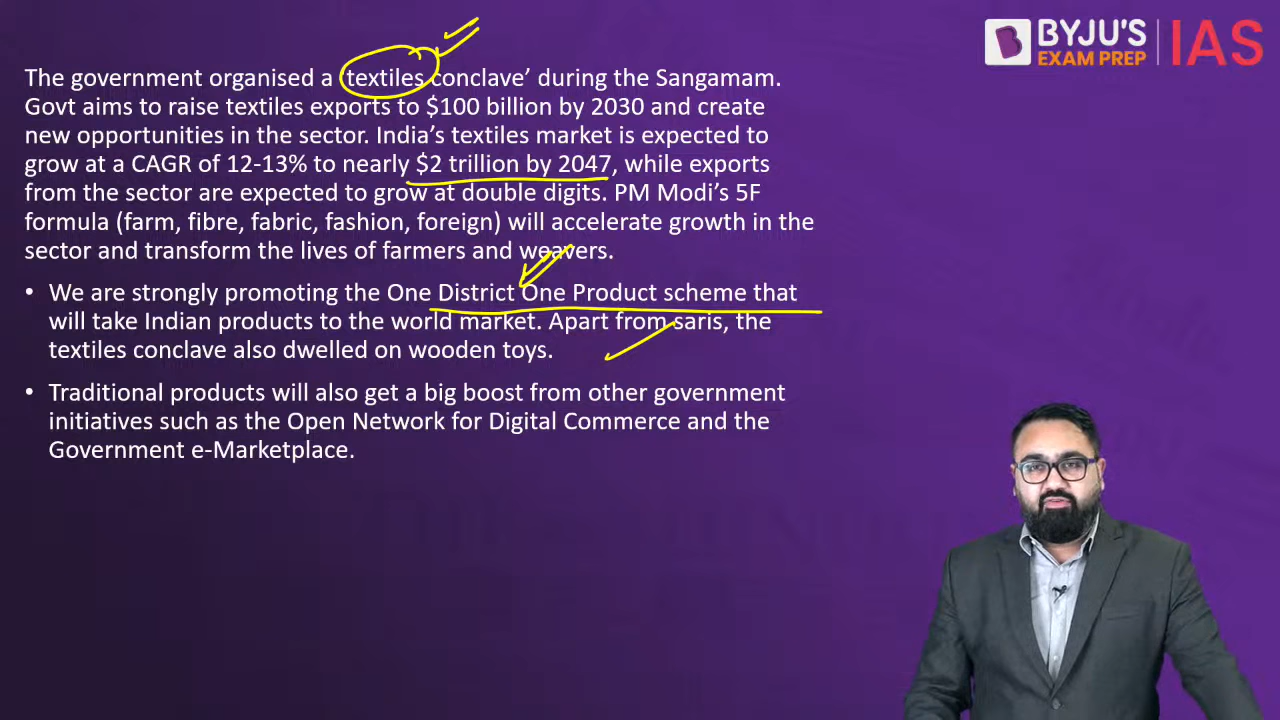 BYJU'S
EXAM PREP
IAS
The government organised a ‘textiles conclave’ during the Sangamam.
Govt aims to raise textiles exports to $100 billion by 2030 and create
new opportunities in the sector. India’s textiles market is expected to
grow at a CAGR of 12-13% to nearly $2 trillion by 2047, while exports
from the sector are expected to grow at double digits. PM Modi’s 5F
formula (farm, fibre, fabric, fashion, foreign) will accelerate growth in the
sector and transform the lives of farmers and weavers.
• We are strongly promoting the One District One Product scheme that
will take Indian products to the world market. Apart from saris, the
textiles conclave also dwelled on wooden toys.
• Traditional products will also get a big boost from other government
initiatives such as the Open Network for Digital Commerce and the
Government e-Marketplace.